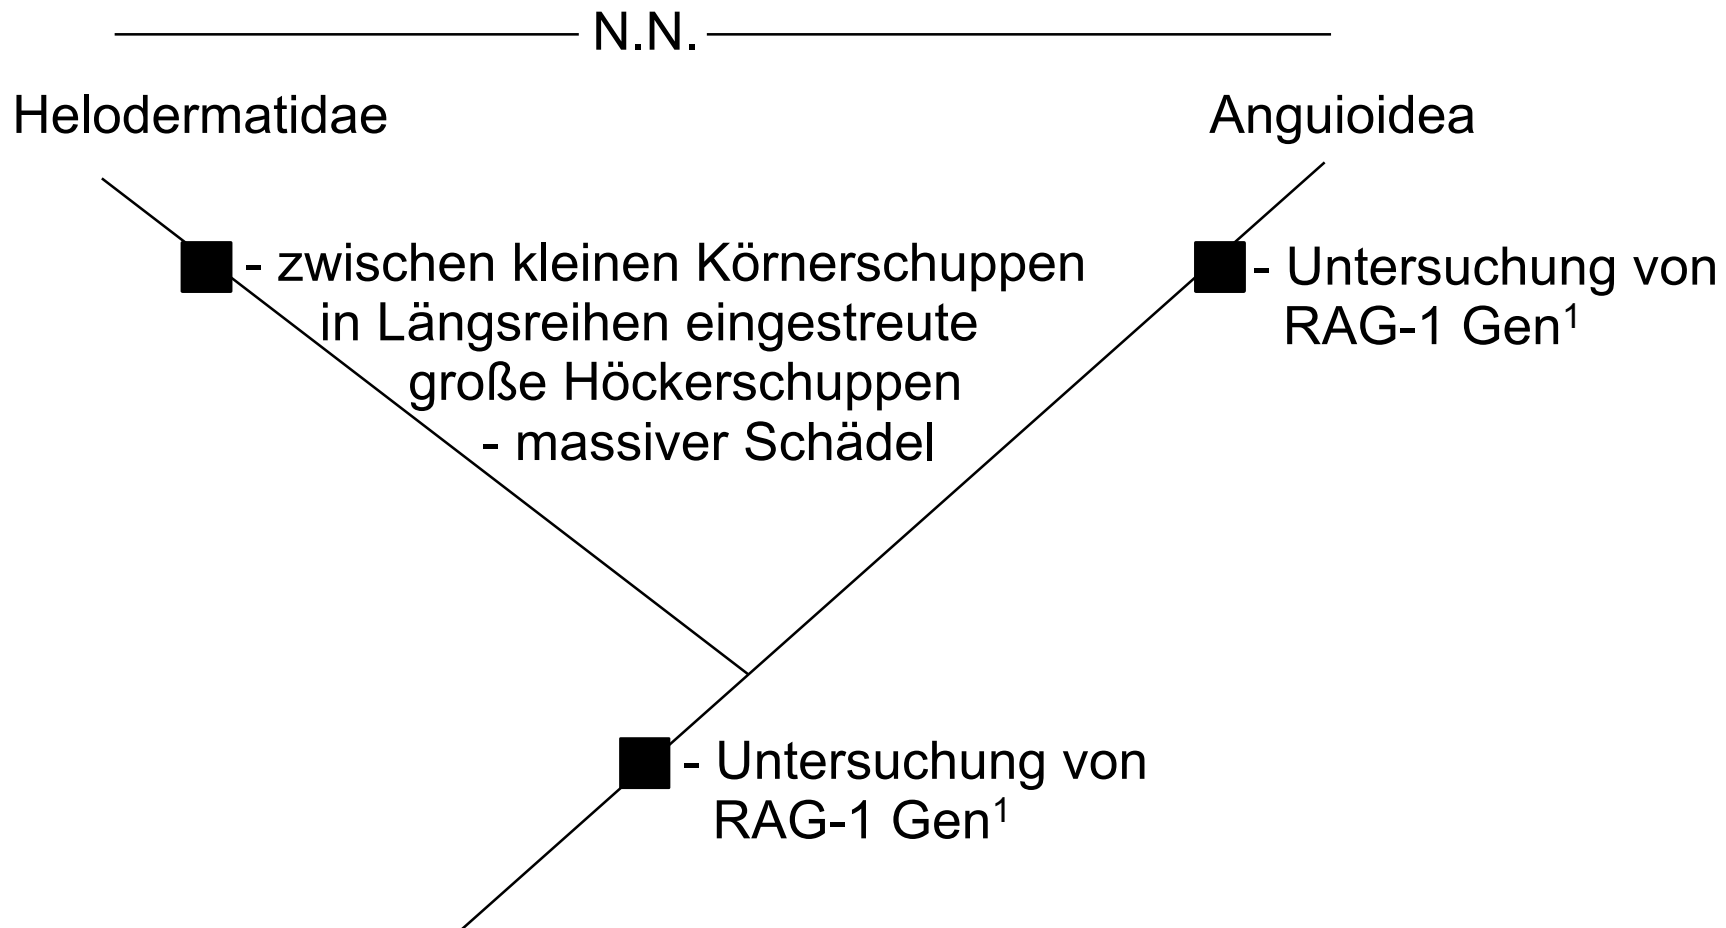 N.N.
Helodermatidae
Anguioidea
- zwischen kleinen Körnerschuppen
in Längsreihen eingestreute
große Höckerschuppen
- massiver Schädel
- Untersuchung von
RAG-1 Gen¹
- Untersuchung von
RAG-1 Gen¹